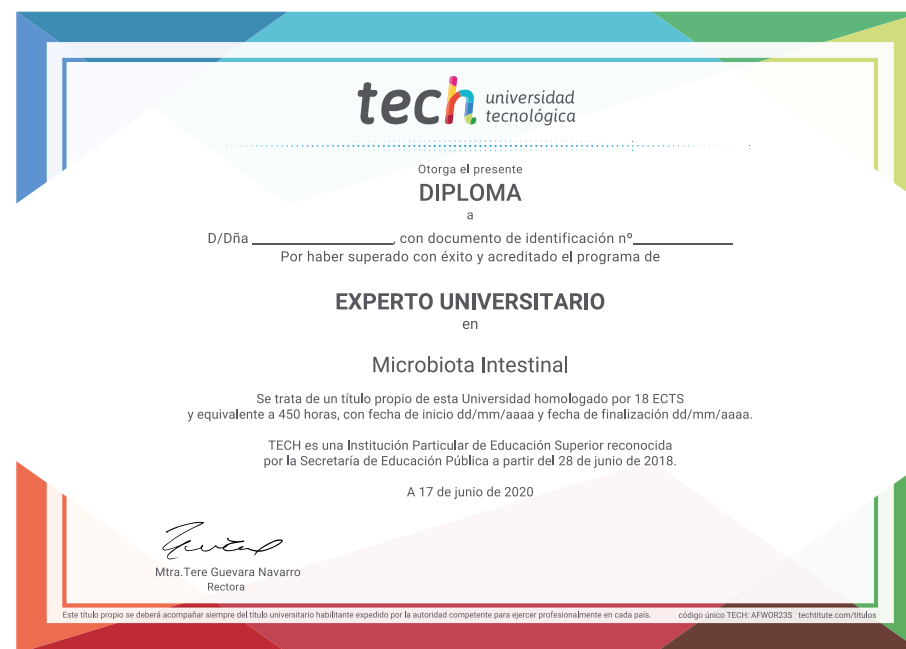 tech universidad
tecnológica
Otorga el presente
DIPLOMA
a
D/Dña ____________________, con documento de identificación nº______________
Por haber superado con éxito y acreditado el programa de
EXPERTO UNIVERSITARIO
en
Microbiota Intestinal
Se trata de un título propio de esta Universidad homologado por 18 ECTS
y equivalente a 450 horas, con fecha de inicio dd/mm/aaaa y fecha de finalización dd/mm/aaaa.
TECH es una Institución Particular de Educación Superior reconocida
por la Secretaría de Educación Pública a partir del 28 de junio de 2018.
A 17 de junio de 2020
Mtra.Tere Guevara Navarro
Rectora
Este título propio se deberá acompañar siempre del título universitario habilitante expedido por la autoridad competente para ejercer profesionalmente en cada país. código único TECH: AFWOR23S techtitute.com/titulos